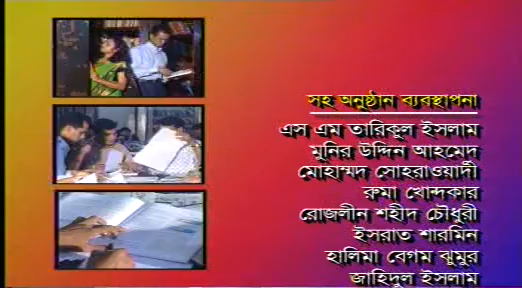 সহ অনুষ্ঠান ব্যবস্থাপনা
এস এম তারিকুল ইসলাম
মুনির উদ্দিন আহমেদ
মোহাম্মদ সোহরাওয়ার্দী
রুমা খোন্দকার
রোজলীন শহীদ চৌধুরী
ইসরাত শারমিন
হালিমা বেগম ঝুমুর
জাহিদুল ইসলাম